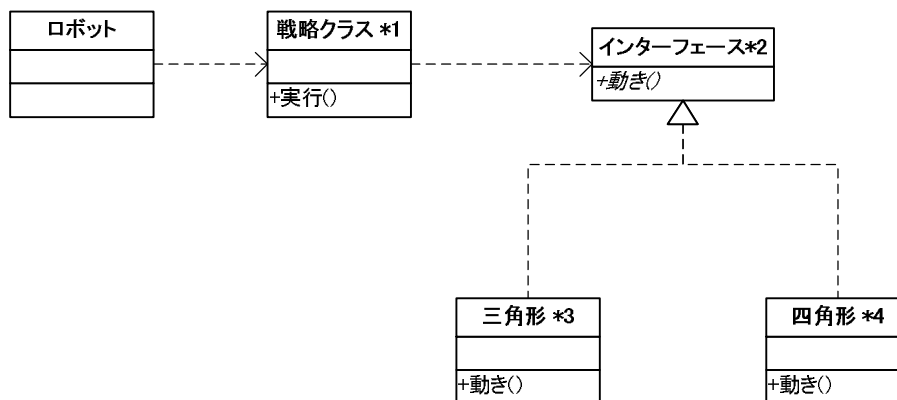 ロボット
戦略クラス *1
+実行()
インターフェース*2
+動き()
三角形 *3
+動き()
四角形 *4
+動き()